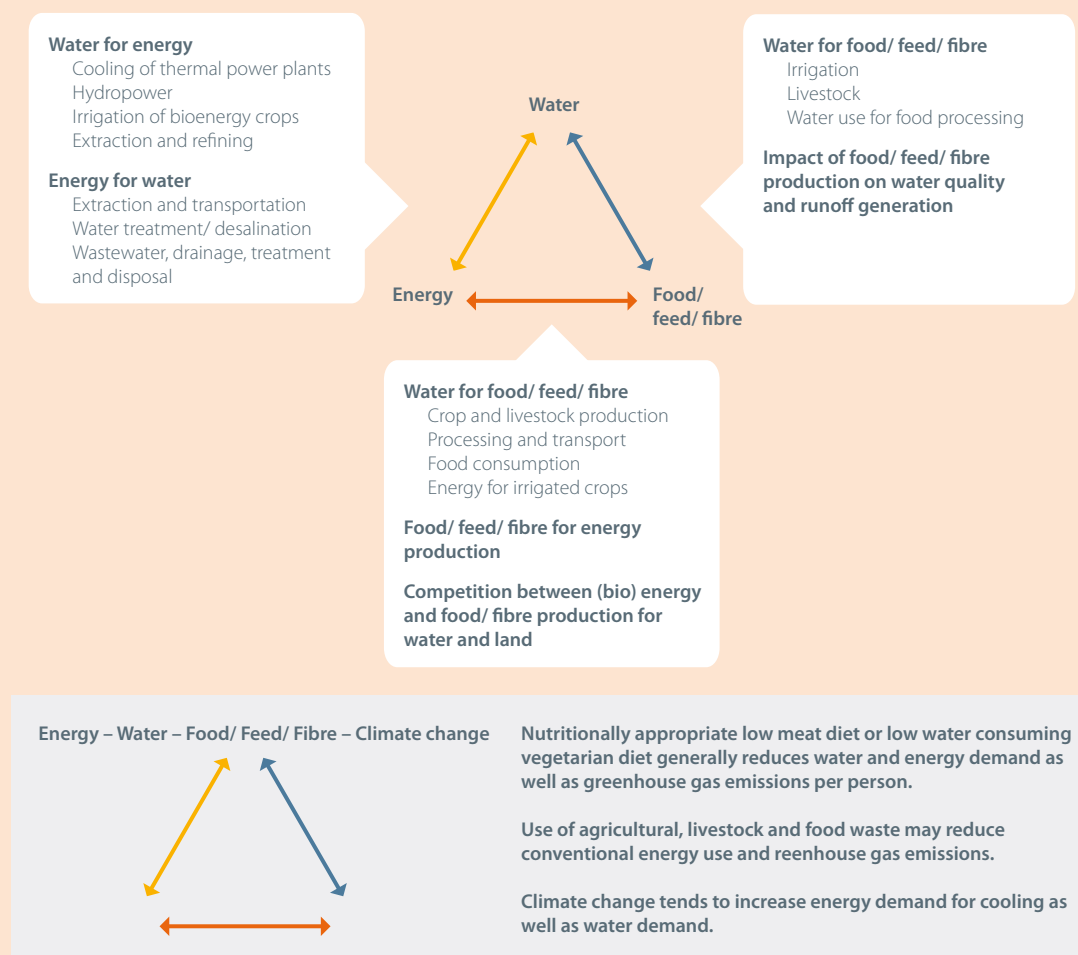 Water for energy
Cooling of thermal power plants
Hydropower
Irrigation of bioenergy crops
Extraction and refining
Energy for water
Extraction and transportation
Water treatment/ desalination
Wastewater, drainage, treatment
and disposal
Water
Energy
Food/
feed/ fibre
Water for food/ feed/ fibre
Irrigation
Livestock
Water use for food processing
Impact of food/ feed/ fibre
production on water quality
and runoff generation
Water for food/ feed/ fibre
Crop and livestock production
Processing and transport
Food consumption
Energy for irrigated crops
Food/ feed/ fibre for energy
production
Competition between (bio) energy
and food/ fibre production for
water and land
Energy – Water – Food/ Feed/ Fibre – Climate change
Nutritionally appropriate low meat diet or low water consuming
vegetarian diet generally reduces water and energy demand as
well as greenhouse gas emissions per person.
Use of agricultural, livestock and food waste may reduce
conventional energy use and reenhouse gas emissions.
Climate change tends to increase energy demand for cooling as
well as water demand.